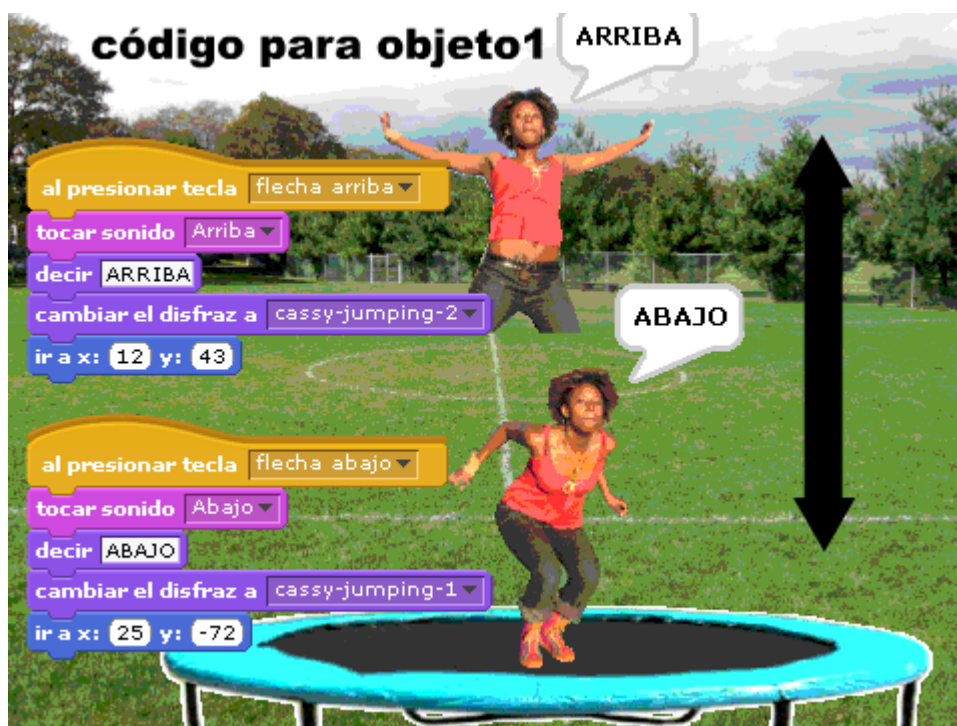 código para objeto1
ARRIBA
al presionar tecla flecha arriba
tocar sonido Arriba
decir ARRIBA
cambiar el disfraz a cassy-jumping-2
ir a x: 12 y: 43
ABAJO
al presionar tecla flecha abajo
tocar sonido Abajo
decir ABAJO
cambiar el disfraz a cassy-jumping-1
ir a x: 25 y: -72